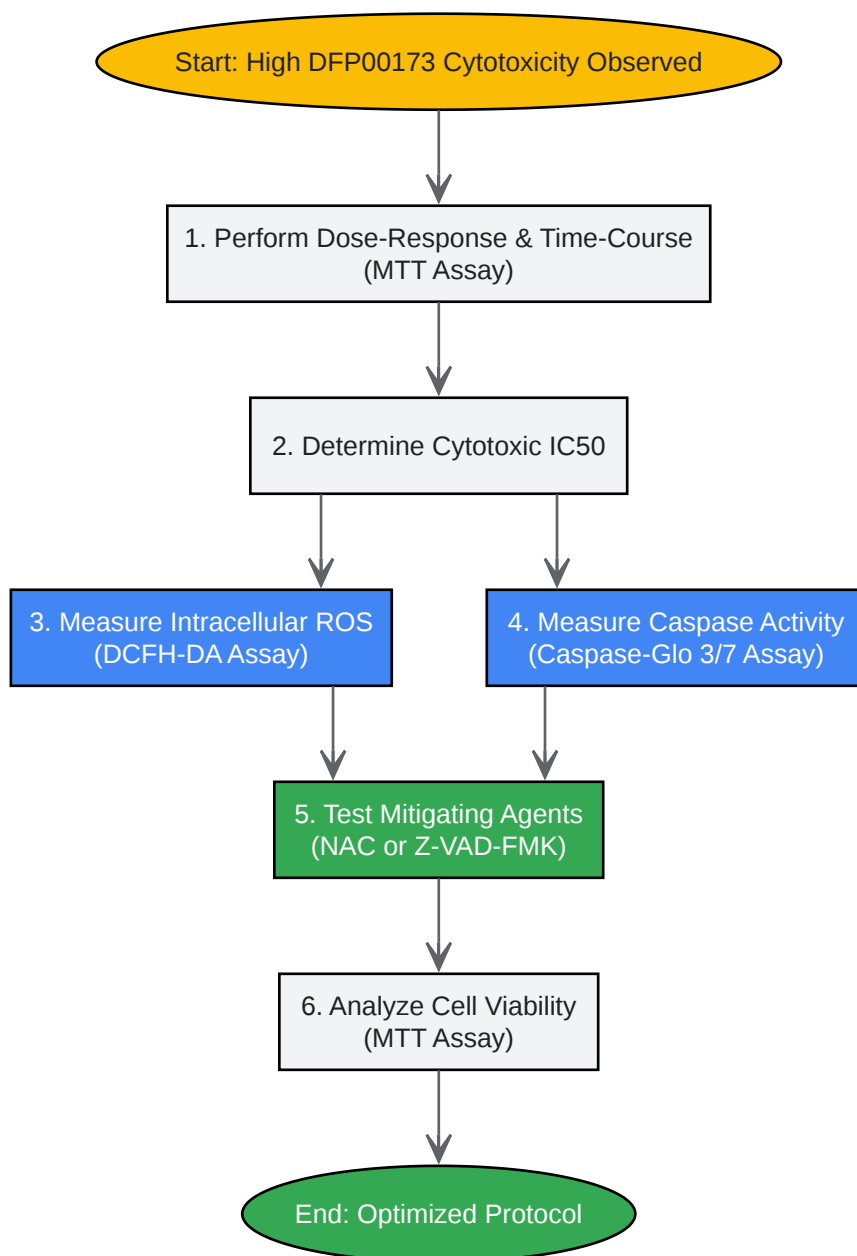 Start: High DFP00173 Cytotoxicity Observed
1. Perform Dose-Response & Time-Course
(MTT Assay)
2. Determine Cytotoxic IC50
3. Measure Intracellular ROS
(DCFH-DA Assay)
4. Measure Caspase Activity
(Caspase-Glo 3/7 Assay)
5. Test Mitigating Agents
(NAC or Z-VAD-FMK)
6. Analyze Cell Viability
(MTT Assay)
End: Optimized Protocol